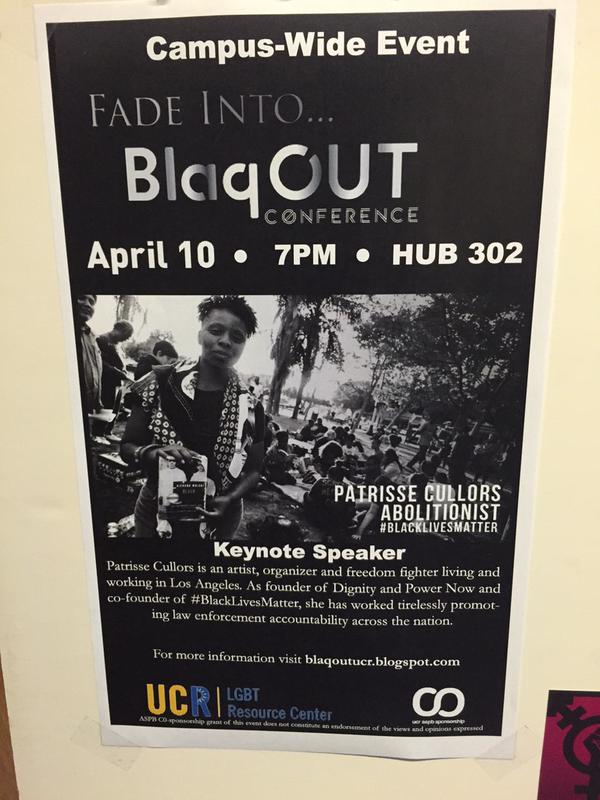 Campus-Wide Event
FADE INTO...
BlaqOUT
CONFERENCE
April 10 • 7PM • HUB 302
RICHARD WRIGHT
PATRISSE CULLORS
ABOLITIONIST
#BLACKLIVESMATTER
Keynote Speaker
Patrisse Cullors is an artist, organizer and freedom fighter living and
working in Los Angeles. As founder of Dignity and Power Now and
co-founder of #BlackLivesMatter, she has worked tirelessly promot-
ing law enforcement accountability across the nation.
For more information visit blaqoutucr.blogspot.com
UCR | LGBT
Resource Center
ucr aspb sponsorship
ASPB C0-sponsorship grant of this event does not constitute an endorsement of the views and opinions expressed